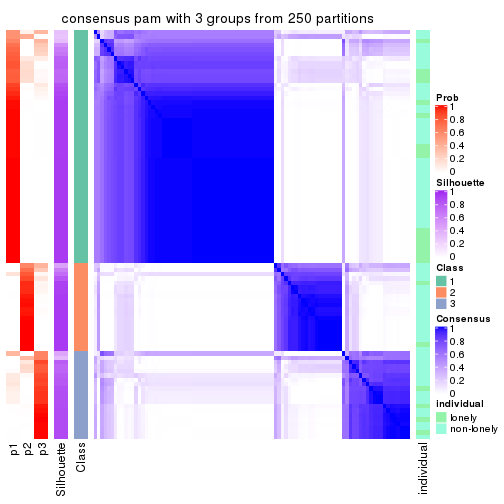 consensus pam with 3 groups from 250 partitions
Prob
1
0.8
0.6
0.4
0.2
0
Silhouette
1
0.8
0.6
0.4
0.2
0
Class
1
2
3
Consensus
1
0.8
0.6
0.4
0.2
0
individual
lonely
non-lonely
p1
p2
p3
Silhouette
Class
individual